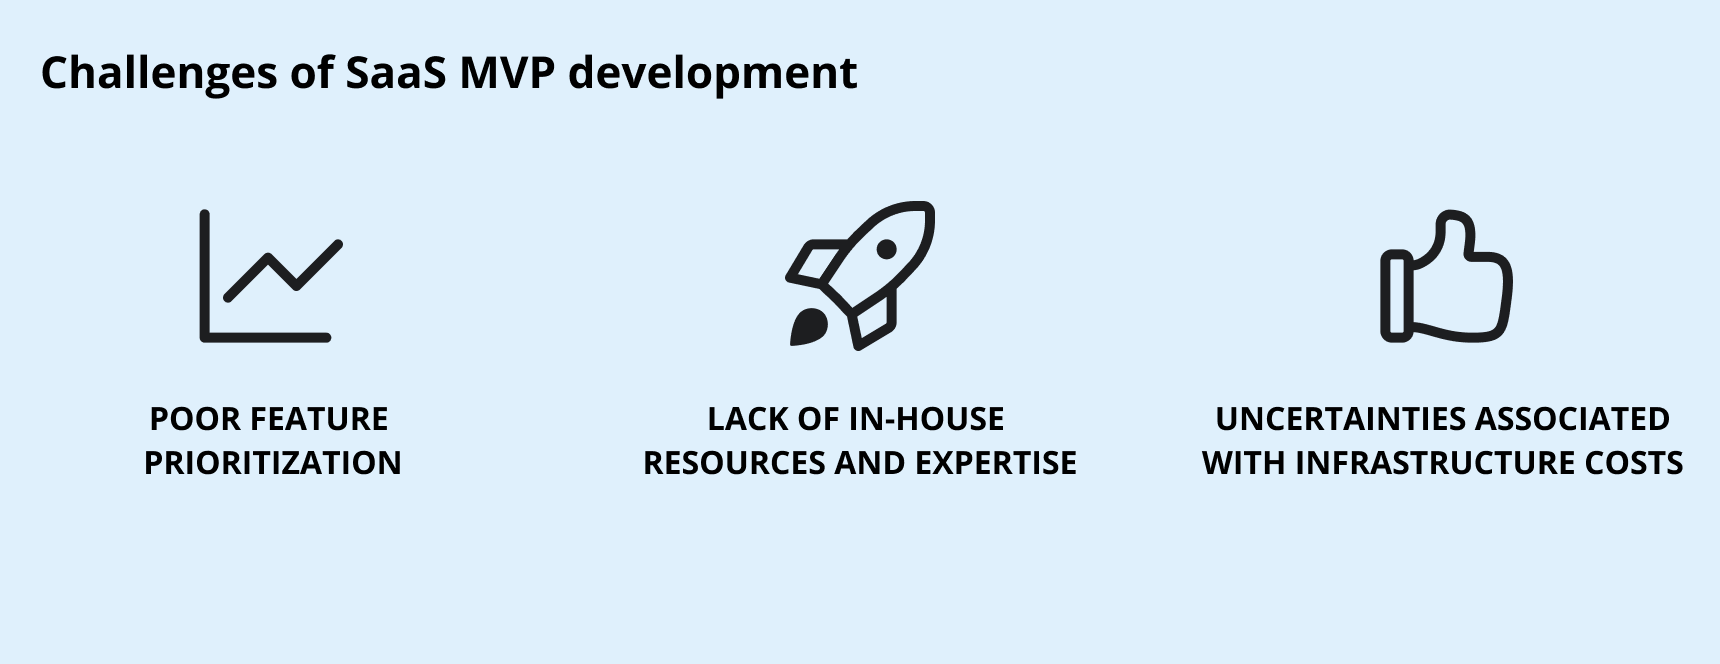 Challenges of SaaS MVP development
POOR FEATURE
PRIORITIZATION
LACK OF IN-HOUSE
RESOURCES AND EXPERTISE
UNCERTAINTIES ASSOCIATED
WITH INFRASTRUCTURE COSTS